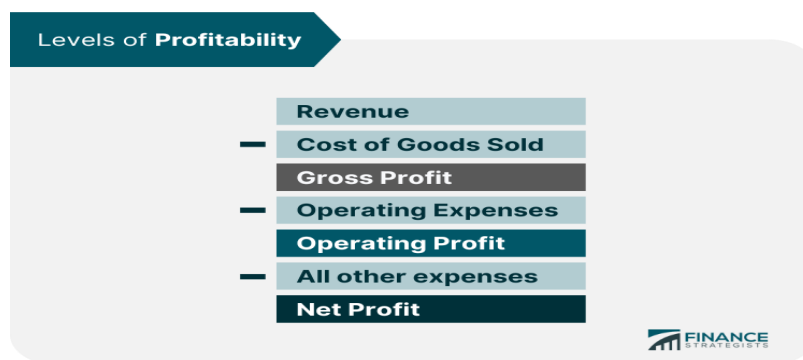 Levels of Profitability
Revenue
— Cost of Goods Sold
Gross Profit
— Operating Expenses
Operating Profit
— All other expenses
Net Profit
FINANCE
STRATEGISTS